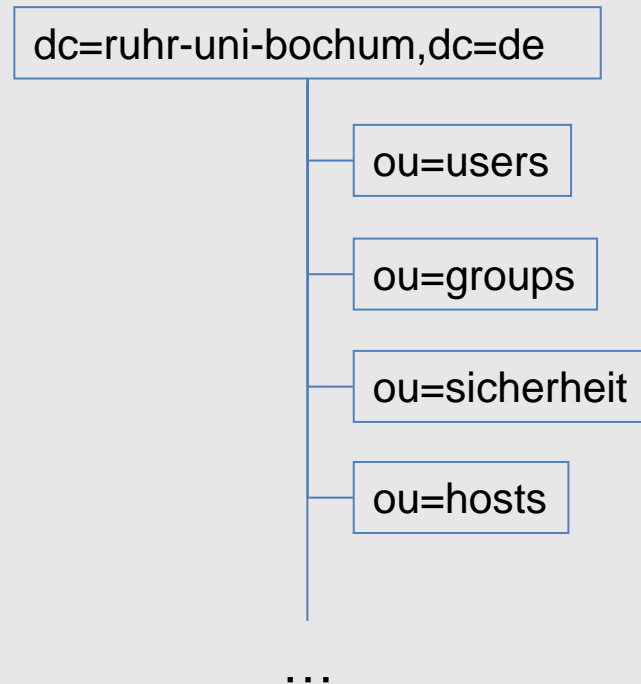 dc=ruhr-uni-bochum,dc=de
ou=users
ou=groups
ou=sicherheit
ou=hosts
...